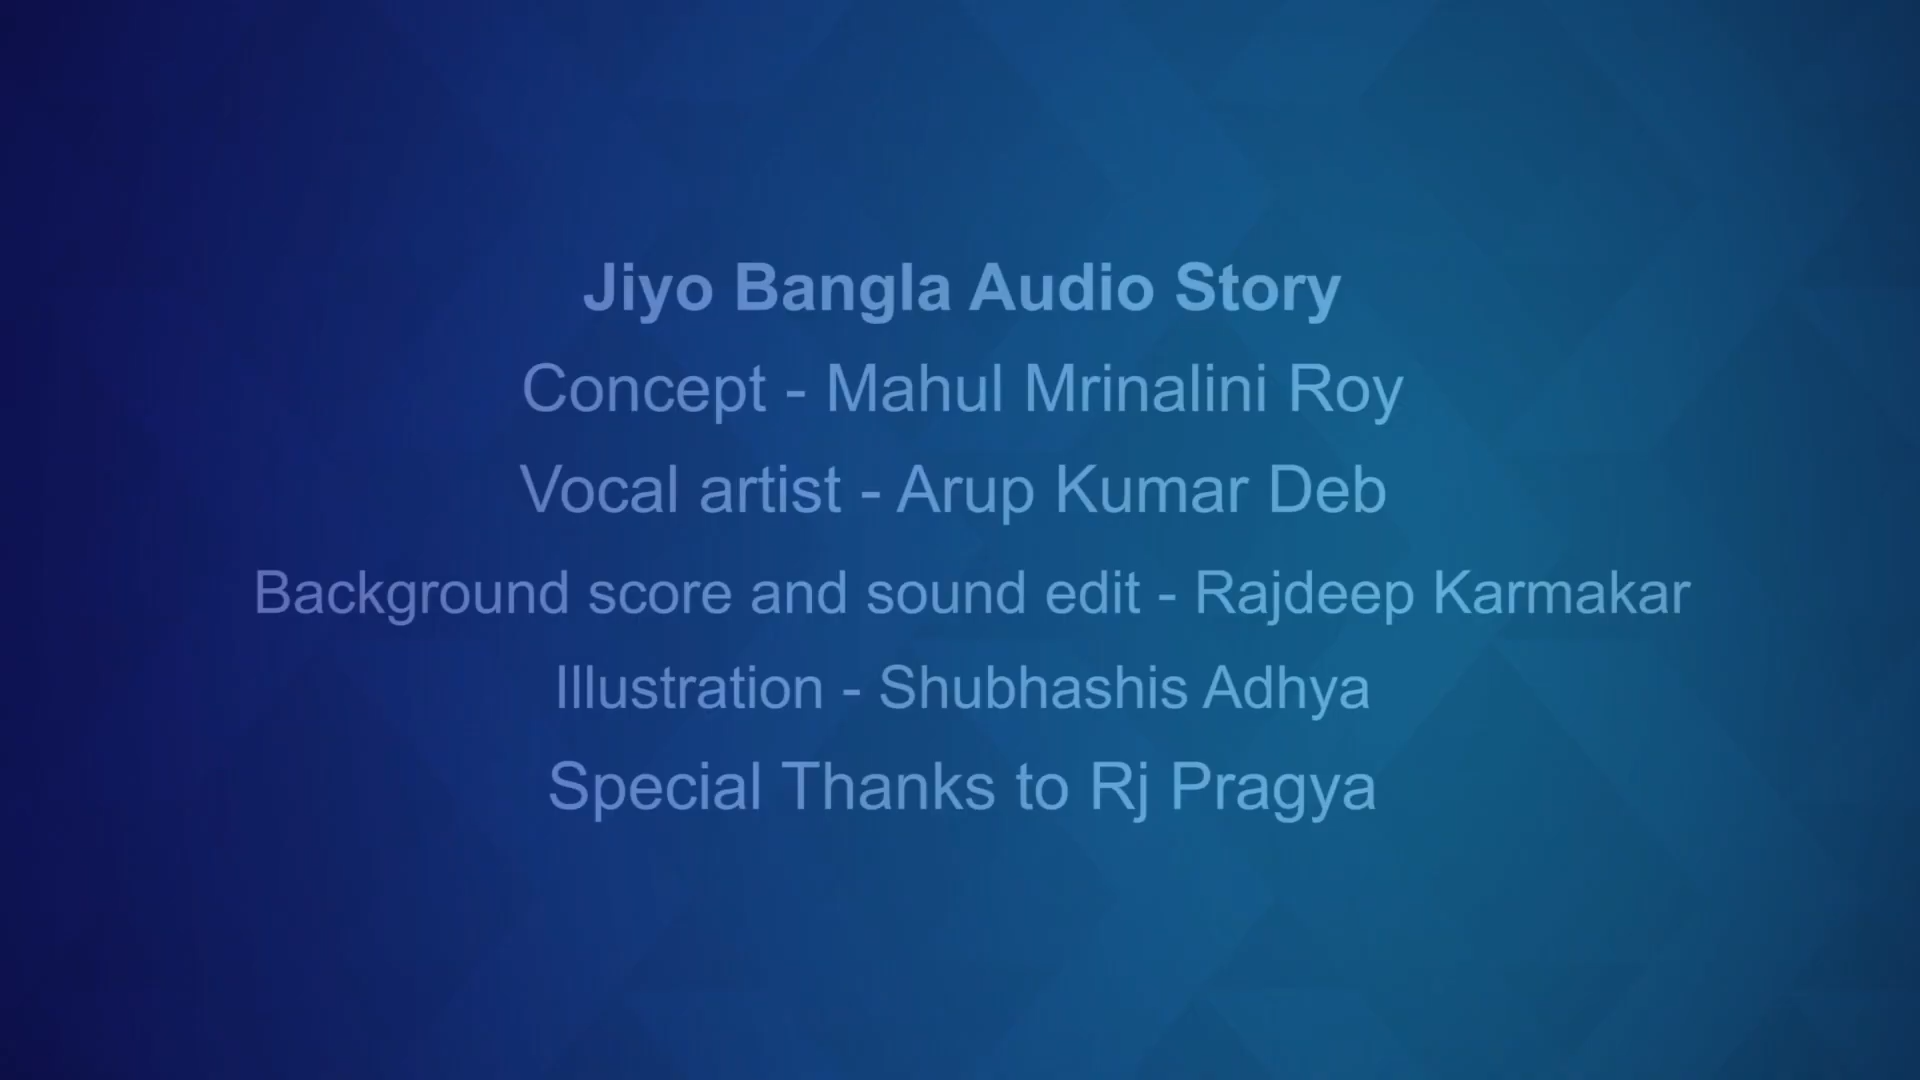 Jiyo Bangla Audio Story
Concept - Mahul Mrinalini Roy
Vocal artist - Arup Kumar Deb
Background score and sound edit - Rajdeep Karmakar
Illustration - Shubhashis Adhya
Special Thanks to Rj Pragya